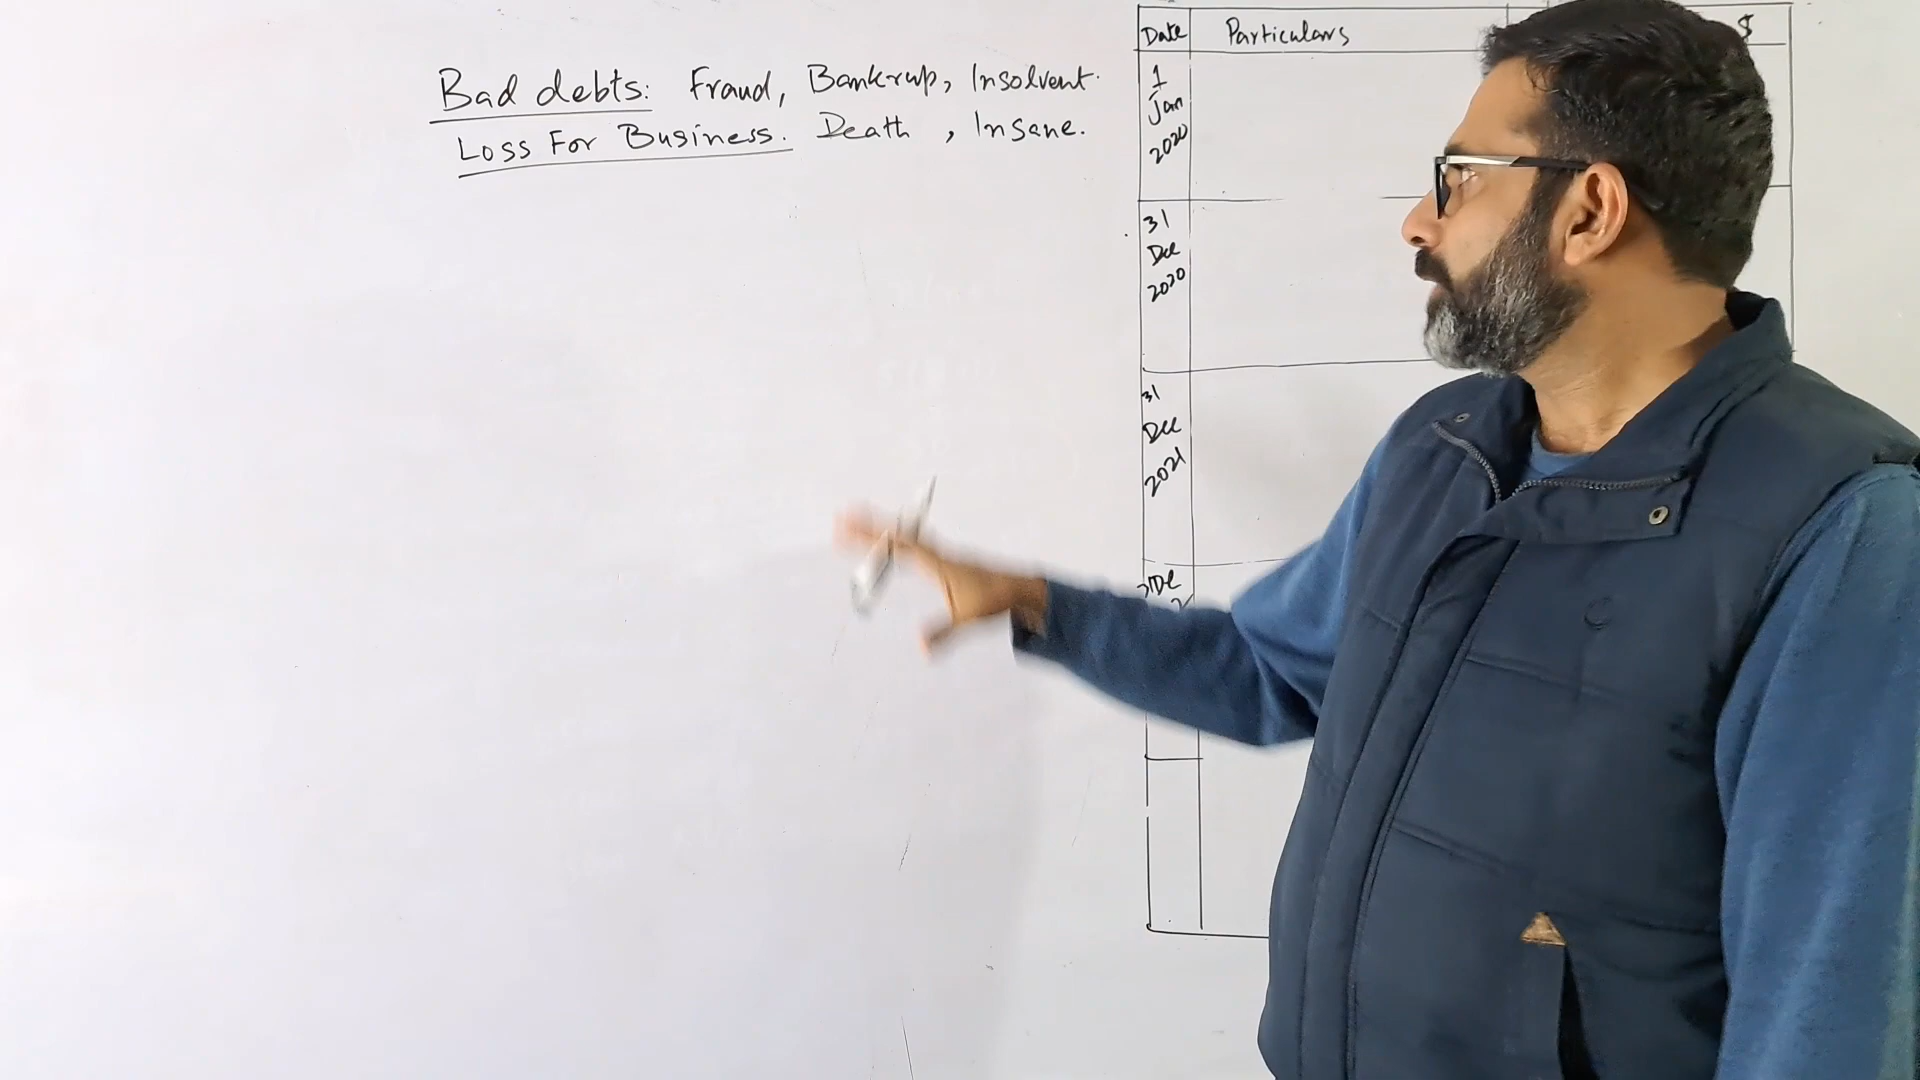 Bad debts: Fraud, Bankrup, Insolvent.
Loss For Business. Death, Insane.
Date Particulars $
1
Jan
2020
31
Dec
2020
31
Dec
2021